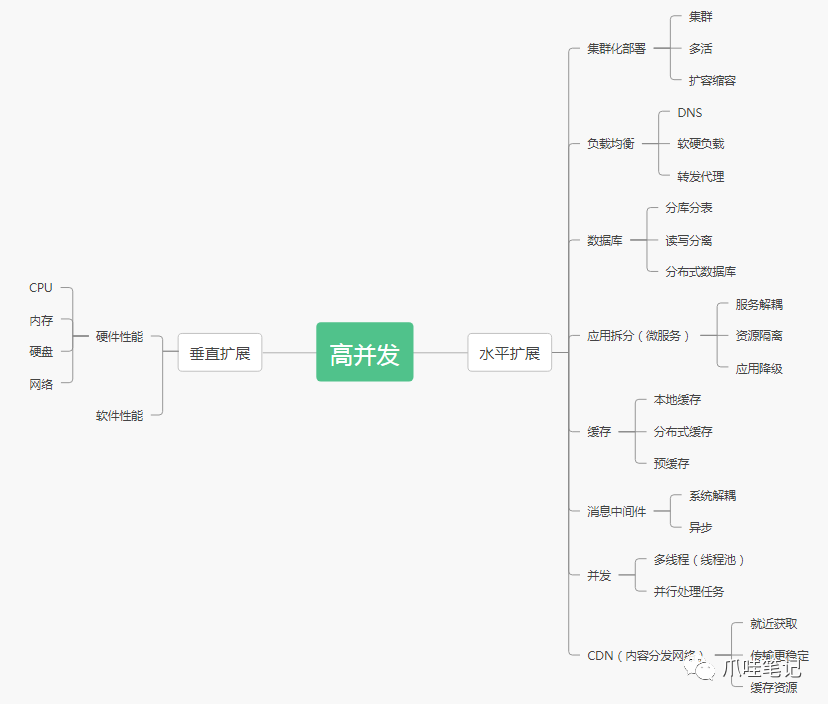 高并发
垂直扩展
硬件性能
CPU
内存
硬盘
网络
软件性能
水平扩展
集群化部署
集群
多活
扩容缩容
负载均衡
DNS
软硬负载
转发代理
数据库
分库分表
读写分离
分布式数据库
应用拆分（微服务）
服务解耦
资源隔离
应用降级
缓存
本地缓存
分布式缓存
预缓存
消息中间件
系统解耦
异步
并发
多线程（线程池）
并行处理任务
CDN（内容分发网络）
就近获取
传输更稳定
缓存资源
爪哇笔记